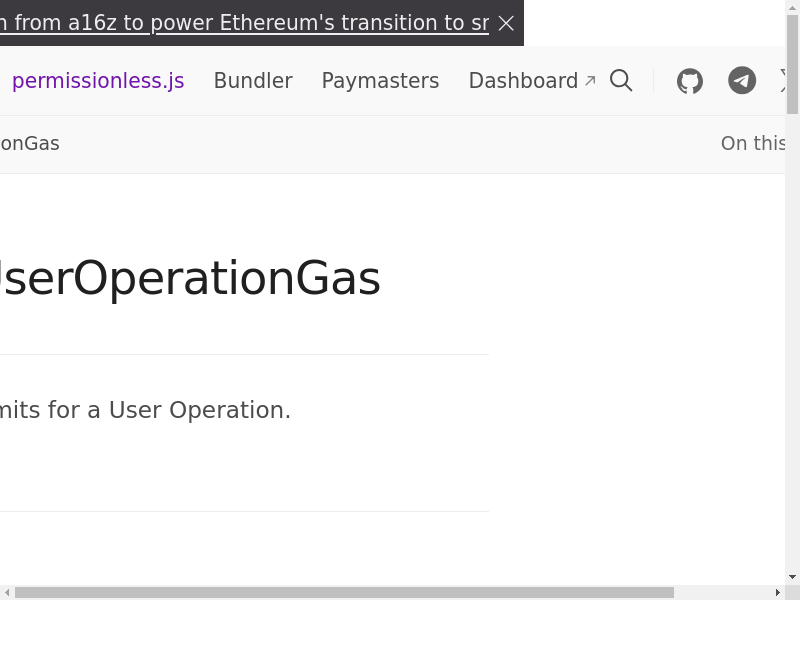 from a16z to power Ethereum's transition to
permissionless.js Bundler Paymasters Dashboard
onGas On this
UserOperationGas
mits for a User Operation.